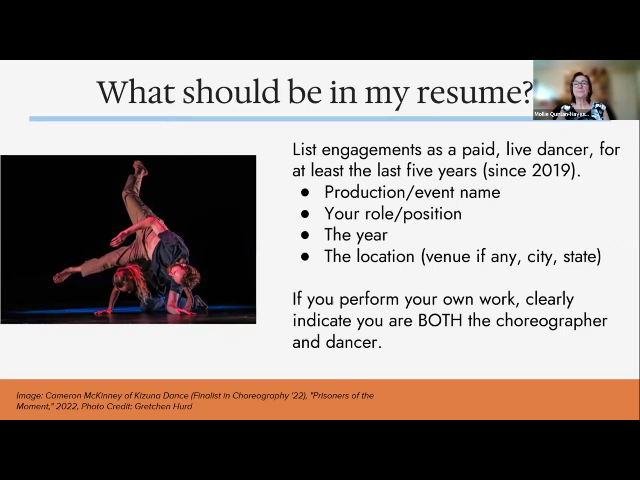 What should be in my resume?
List engagements as a paid, live dancer, for
at least the last five years (since 2019).
● Production/event name
● Your role/position
● The year
● The location (venue if any, city, state)
If you perform your own work, clearly
indicate you are BOTH the choreographer
and dancer.
Image: Cameron McKinney of Kizuna Dance (Finalist in Choreography '22), "Prisoners of the
Moment," 2022, Photo Credit: Gretchen Hurd